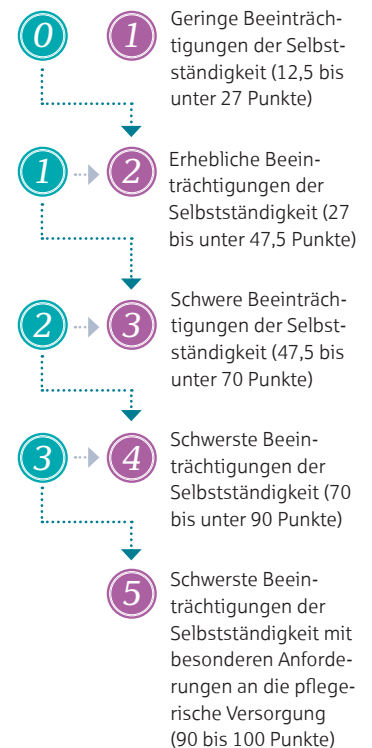 0 1 Geringe Beeinträch-
tigungen der Selbst-
ständigkeit (12,5 bis
unter 27 Punkte)
1 2 Erhebliche Beein-
trächtigungen der
Selbstständigkeit (27
bis unter 47,5 Punkte)
2 3 Schwere Beeinträch-
tigungen der Selbst-
ständigkeit (47,5 bis
unter 70 Punkte)
3 4 Schwerste Beein-
trächtigungen der
Selbstständigkeit (70
bis unter 90 Punkte)
5 Schwerste Beein-
trächtigungen der
Selbstständigkeit mit
besonderen Anforde-
rungen an die pflege-
rische Versorgung
(90 bis 100 Punkte)